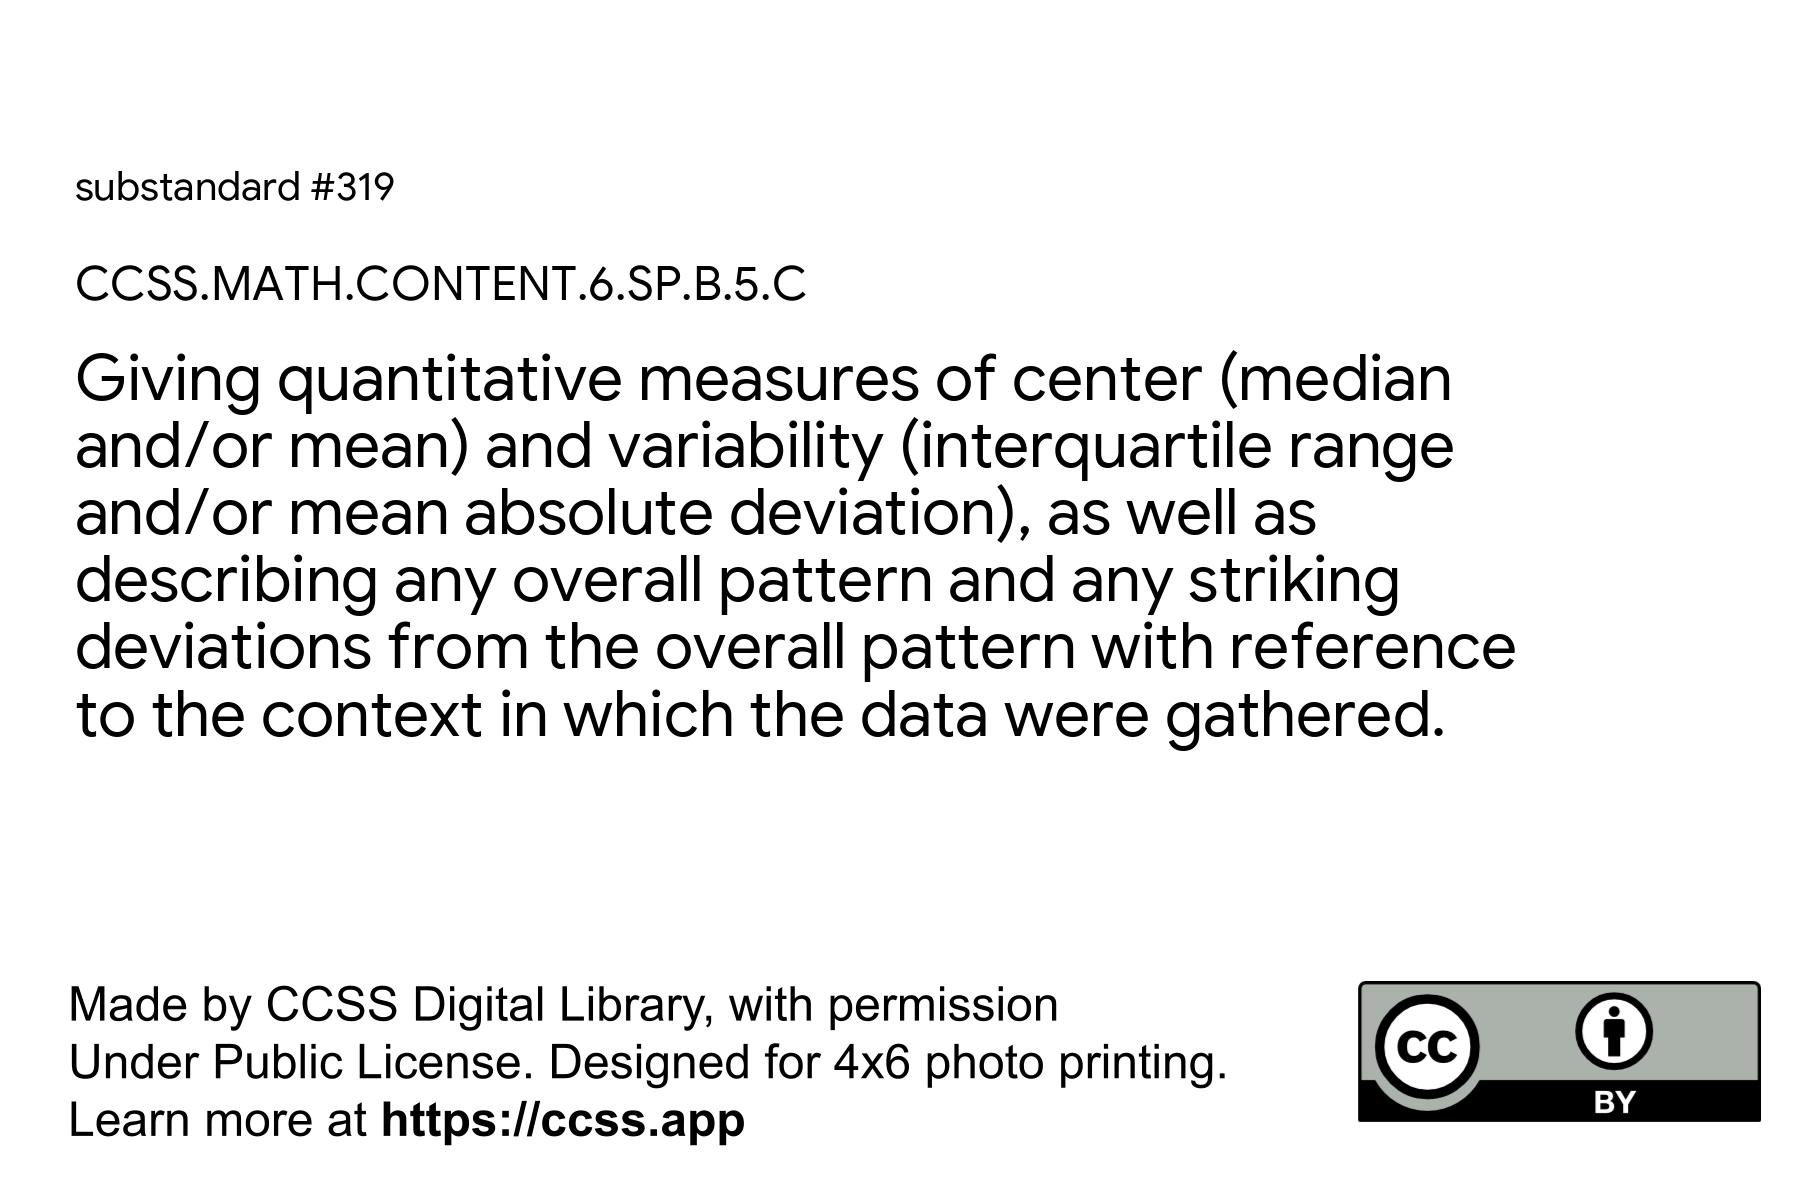 substandard #319
CCSS.MATH.CONTENT.6.SP.B.5.C
Giving quantitative measures of center (median
and/or mean) and variability (interquartile range
and/or mean absolute deviation), as well as
describing any overall pattern and any striking
deviations from the overall pattern with reference
to the context in which the data were gathered.
Made by CCSS Digital Library, with permission
Under Public License. Designed for 4x6 photo printing.
Learn more at https://ccss.app
CC
BY